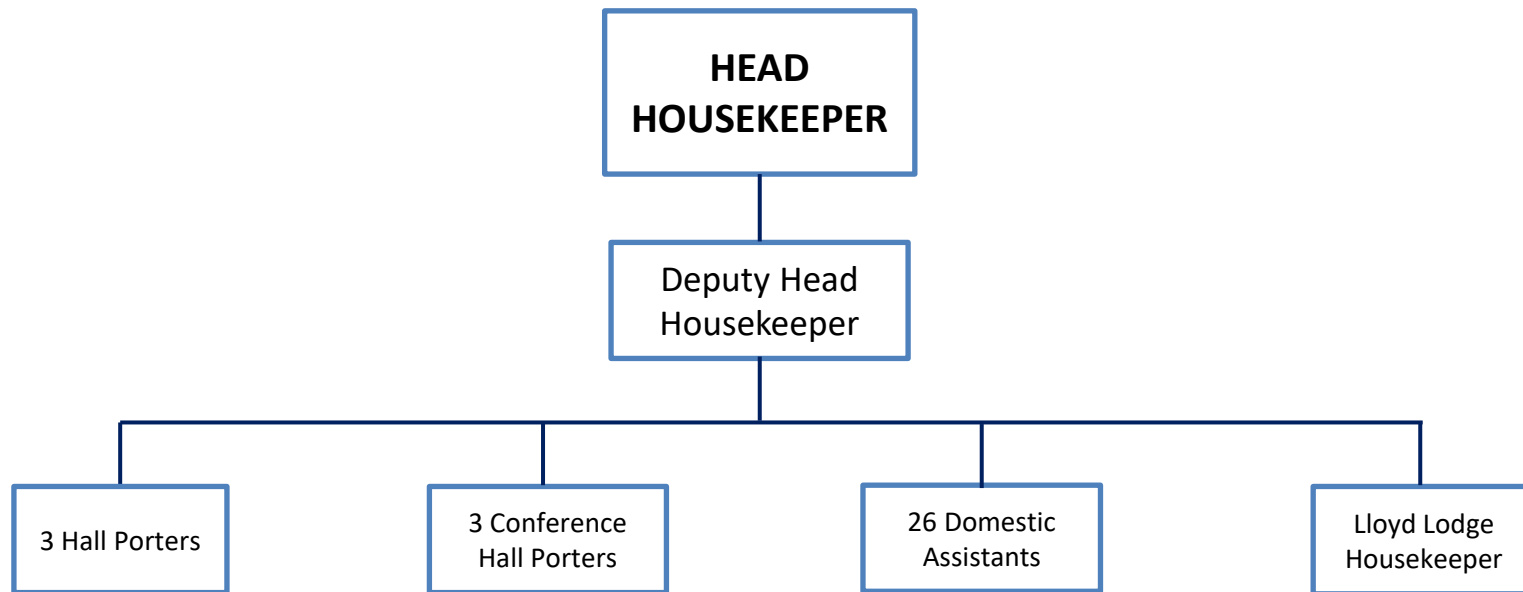 HEAD
HOUSEKEEPER
Deputy Head
Housekeeper
3 Hall Porters
3 Conference
Hall Porters
26 Domestic
Assistants
Lloyd Lodge
Housekeeper